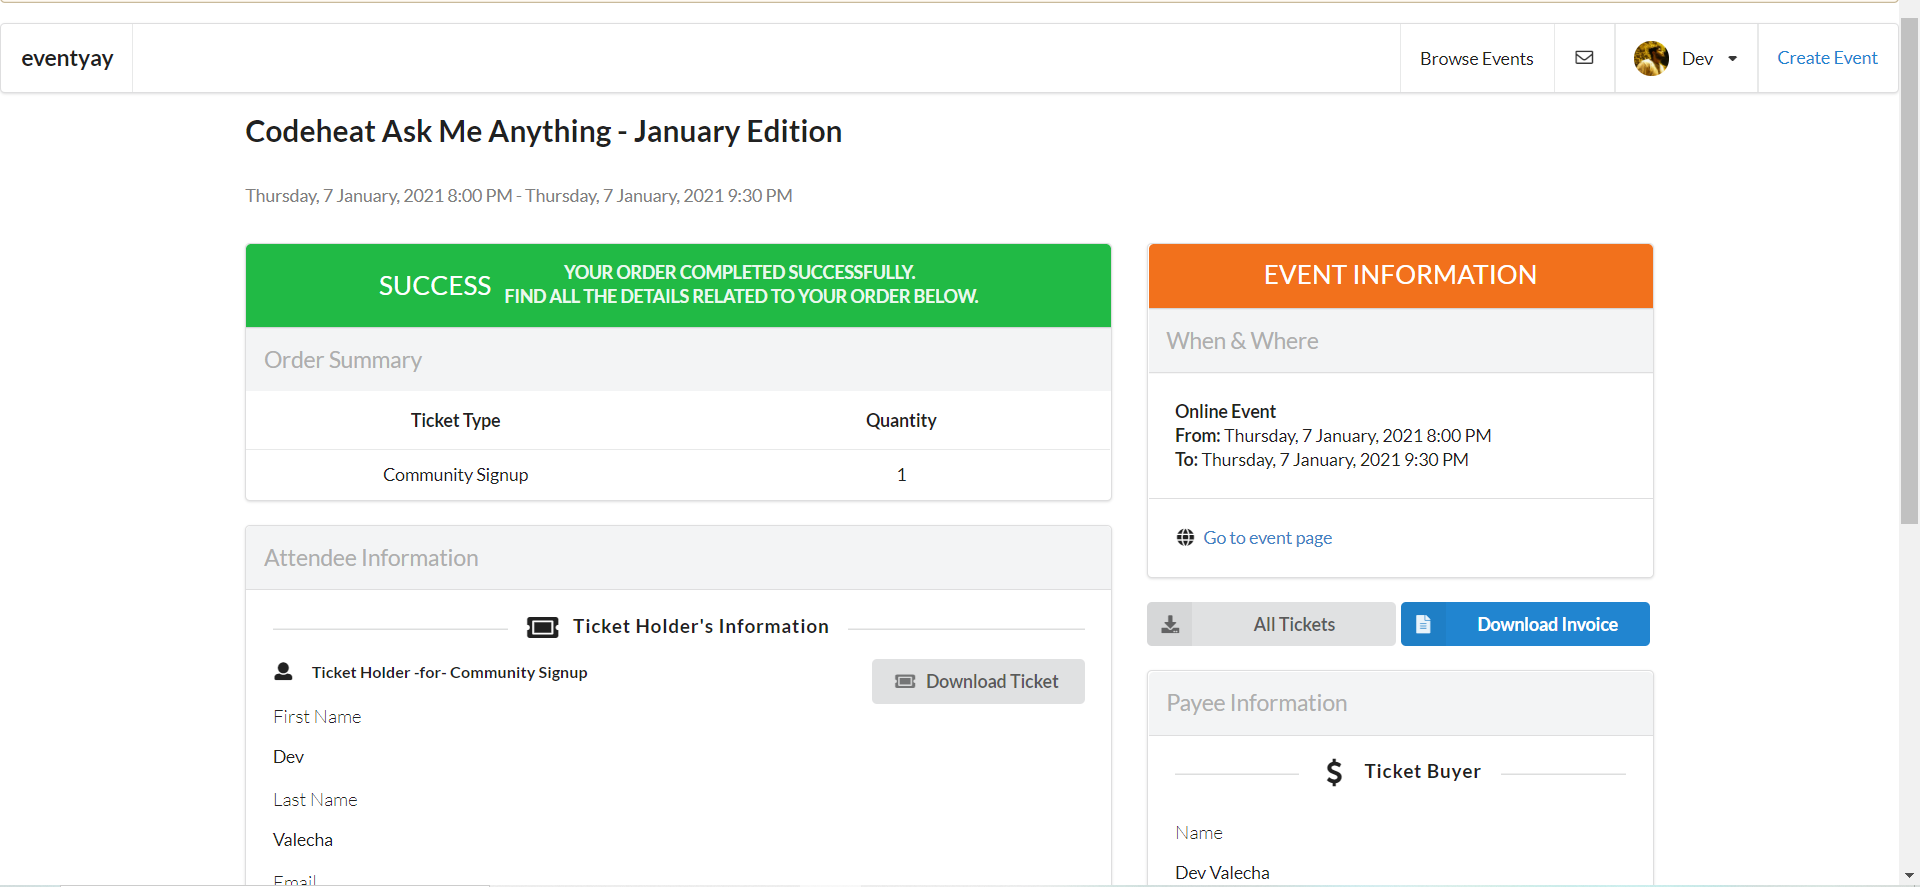 eventyay
Browse Events
Dev
Create Event
Codeheat Ask Me Anything - January Edition
Thursday, 7 January, 2021 8:00 PM - Thursday, 7 January, 2021 9:30 PM
SUCCESS
YOUR ORDER COMPLETED SUCCESSFULLY.
FIND ALL THE DETAILS RELATED TO YOUR ORDER BELOW.
Order Summary
Ticket Type Quantity
Community Signup 1
Attendee Information
Ticket Holder's Information
Ticket Holder -for- Community Signup
Download Ticket
First Name
Dev
Last Name
Valecha
Email
EVENT INFORMATION
When & Where
Online Event
From: Thursday, 7 January, 2021 8:00 PM
To: Thursday, 7 January, 2021 9:30 PM
Go to event page
All Tickets
Download Invoice
Payee Information
Ticket Buyer
Name
Dev Valecha